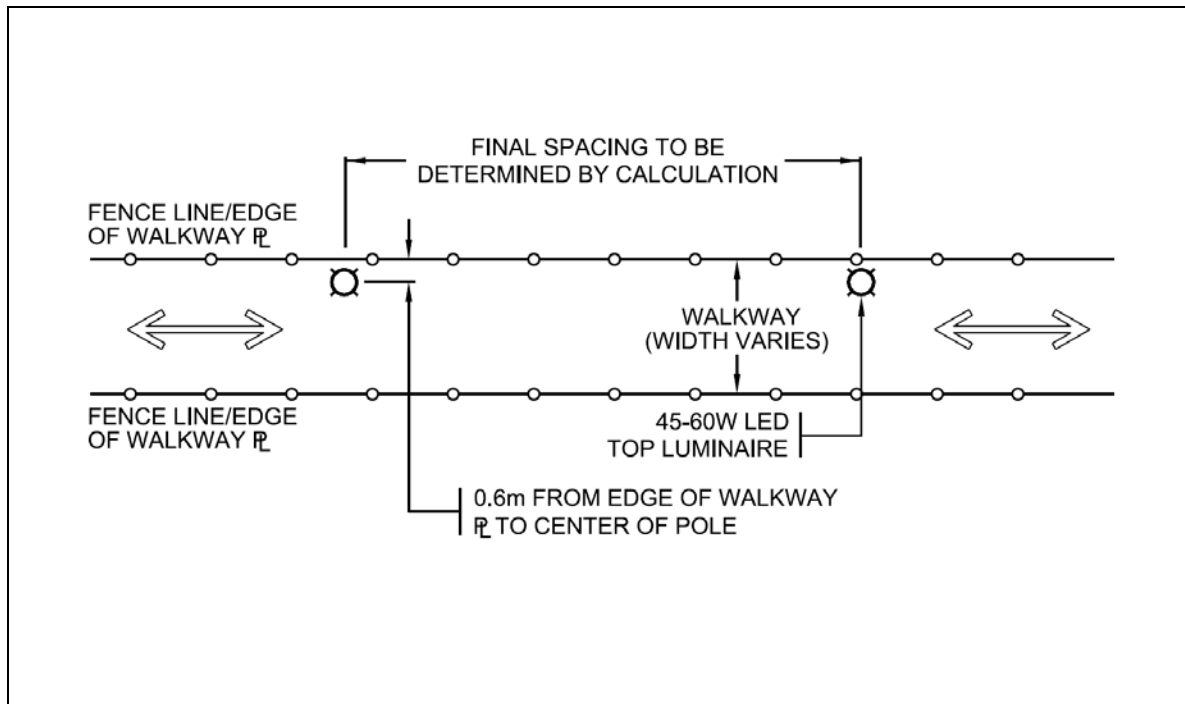 FINAL SPACING TO BE
DETERMINED BY CALCULATION
FENCE LINE/EDGE
OF WALKWAY ⅊
WALKWAY
(WIDTH VARIES)
FENCE LINE/EDGE
OF WALKWAY ⅊
45-60W LED
TOP LUMINAIRE
0.6m FROM EDGE OF WALKWAY
⅊ TO CENTER OF POLE